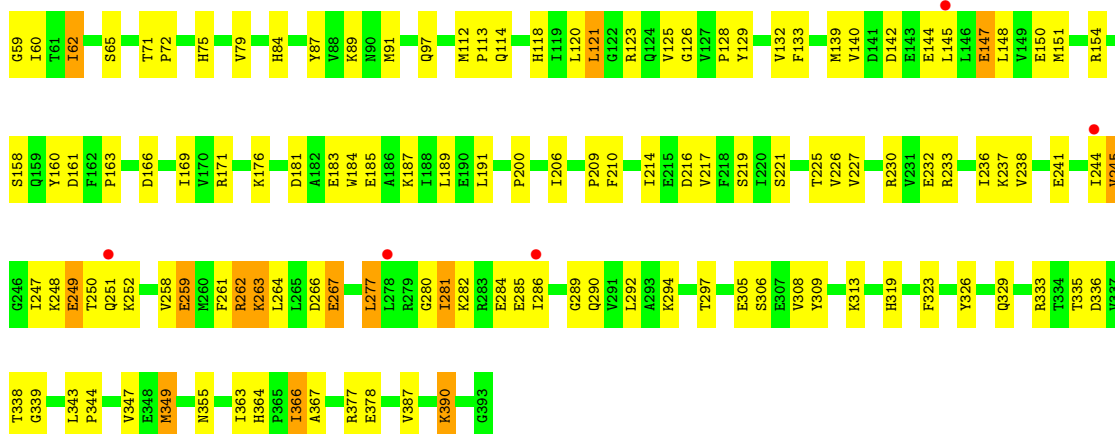 G59 I60 T61 I62 S65 T71 P72 H75 V79 H84 Y87 V88 K89 N90 M91 Q97 M112 P113 Q114 H118 I119 L120 L121 G122 R123 Q124 V125 G126 V127 P128 Y129 V132 F133 M139 V140 D141 D142 E143 E144 L145 L146 E147 L148 V149 E150 M151 R154
S158 Q159 Y160 D161 F162 P163 D166 I169 V170 R171 K176 D181 A182 E183 W184 E185 A186 K187 I188 L189 E190 L191 P200 I206 P209 F210 I214 E215 D216 V217 F218 S219 I220 S221 T225 V226 V227 R230 V231 E232 R233 I236 K237 V238 E241 I244 V245
G246 I247 K248 E249 T250 Q251 K252 V258 E259 M260 F261 R262 K263 L264 L265 D266 E267 L277 L278 R279 G280 I281 K282 R283 E284 E285 I286 G289 Q290 V291 L292 A293 K294 T297 E305 S306 E307 V308 Y309 K313 H319 F323 Y326 Q329 R333 T334 T335 D336 V337
T338 G339 L343 P344 V347 E348 M349 N355 I363 H364 P365 I366 A367 R377 E378 V387 K390 G393